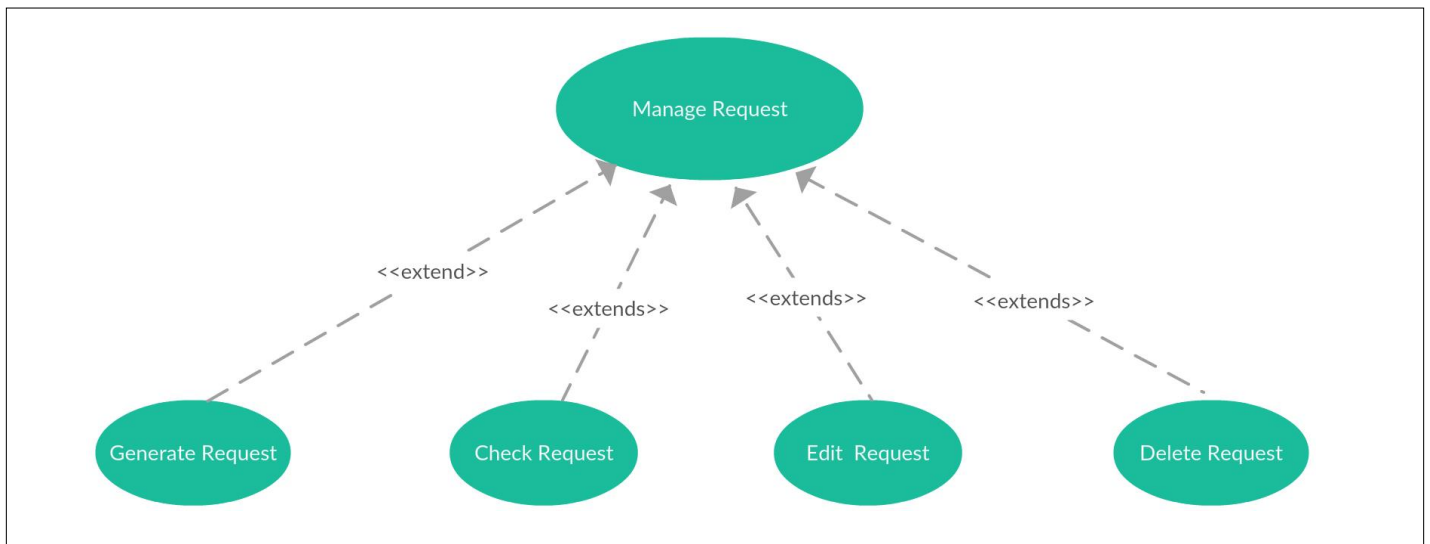 Manage Request
<<extend>>
<<extends>>
<<extends>>
<<extends>>
Generate Request
Check Request
Edit Request
Delete Request